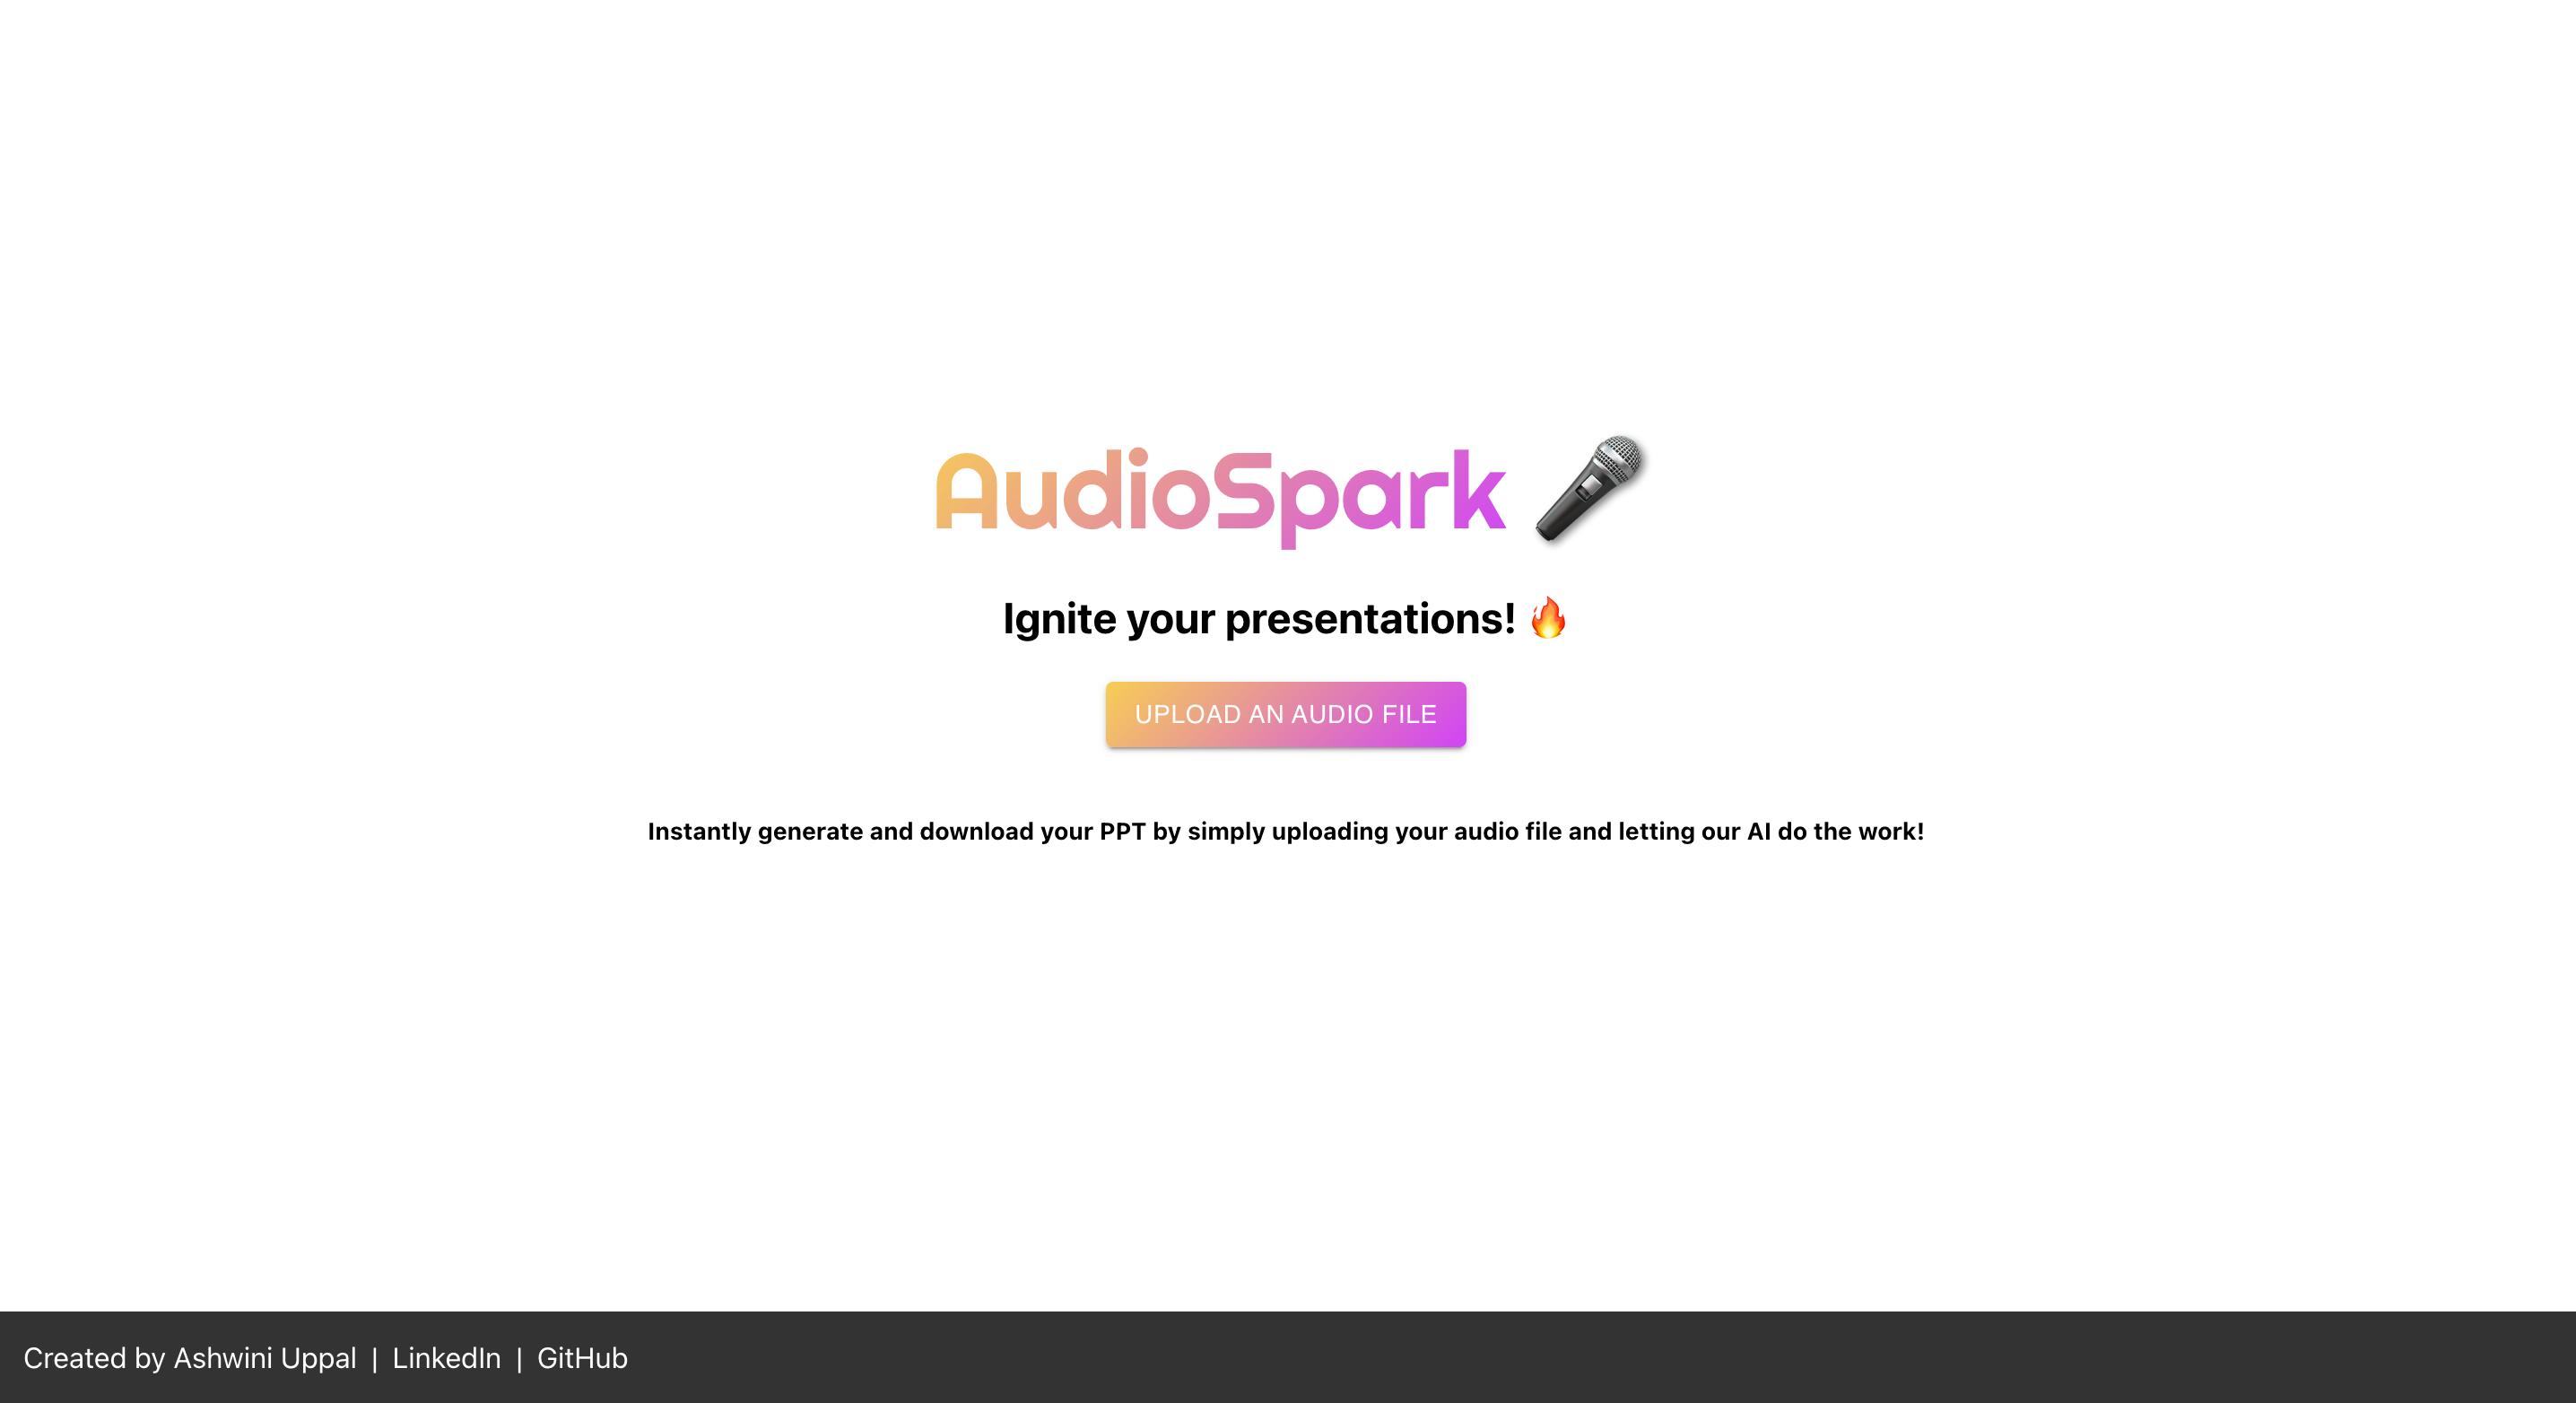 AudioSpark 🎤
Ignite your presentations! 🔥
UPLOAD AN AUDIO FILE
Instantly generate and download your PPT by simply uploading your audio file and letting our AI do the work!
Created by Ashwini Uppal | LinkedIn | GitHub